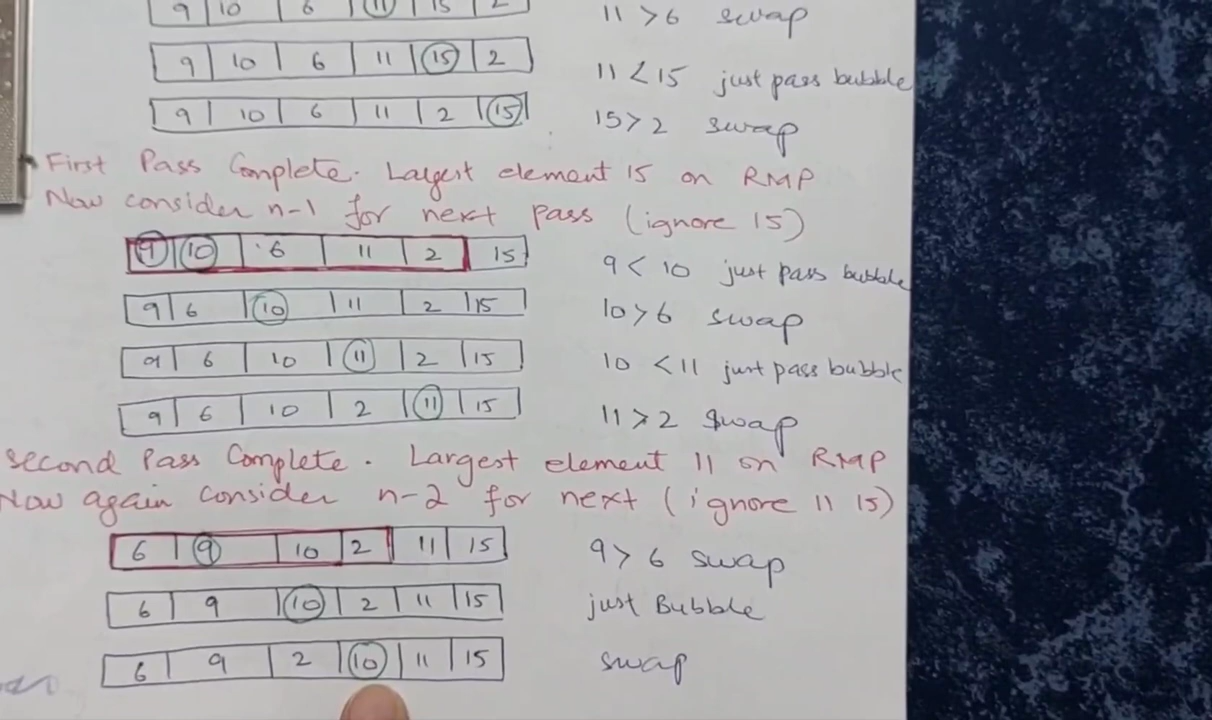 9 10 6 11 15 2 11 >6 swap
9 10 6 11 15 2 11 <15 just pass bubble
9 10 6 11 2 15 15>2 swap
First Pass Complete. Largest element 15 on RMP
Now consider n-1 for next pass (ignore 15)
9 10 6 11 2 15 9 < 10 just pass bubble
9 6 10 11 2 15 10>6 swap
9 6 10 11 2 15 10 <11 just pass bubble
9 6 10 2 11 15 11>2 swap
Second Pass Complete. Largest element 11 on RMP
Now again consider n-2 for next (ignore 11 15)
6 9 10 2 11 15 9> 6 swap
6 9 10 2 11 15 just Bubble
6 9 2 10 11 15 swap